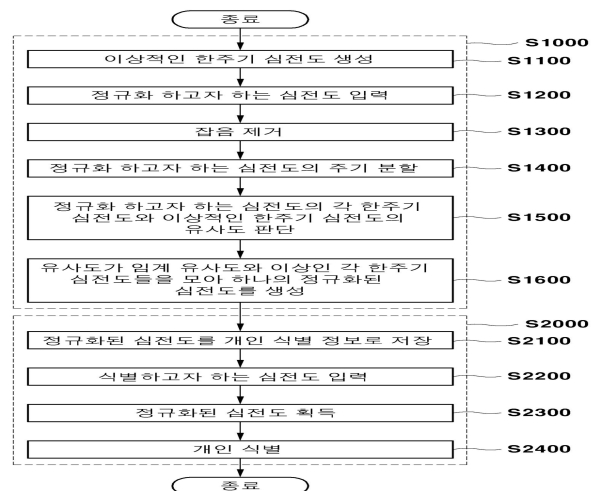 종료
S1000
이상적인 한주기 심전도 생성
S1100
정규화 하고자 하는 심전도 입력
S1200
잡음 제거
S1300
정규화 하고자 하는 심전도의 주기 분할
S1400
정규화 하고자 하는 심전도의 각 한주기
심전도와 이상적인 한주기 심전도의
유사도 판단
S1500
유사도가 임계 유사도와 이상인 각 한주기
심전도들을 모아 하나의 정규화된
심전도를 생성
S1600
S2000
정규화된 심전도를 개인 식별 정보로 저장
S2100
식별하고자 하는 심전도 입력
S2200
정규화된 심전도 획득
S2300
개인 식별
S2400
종료